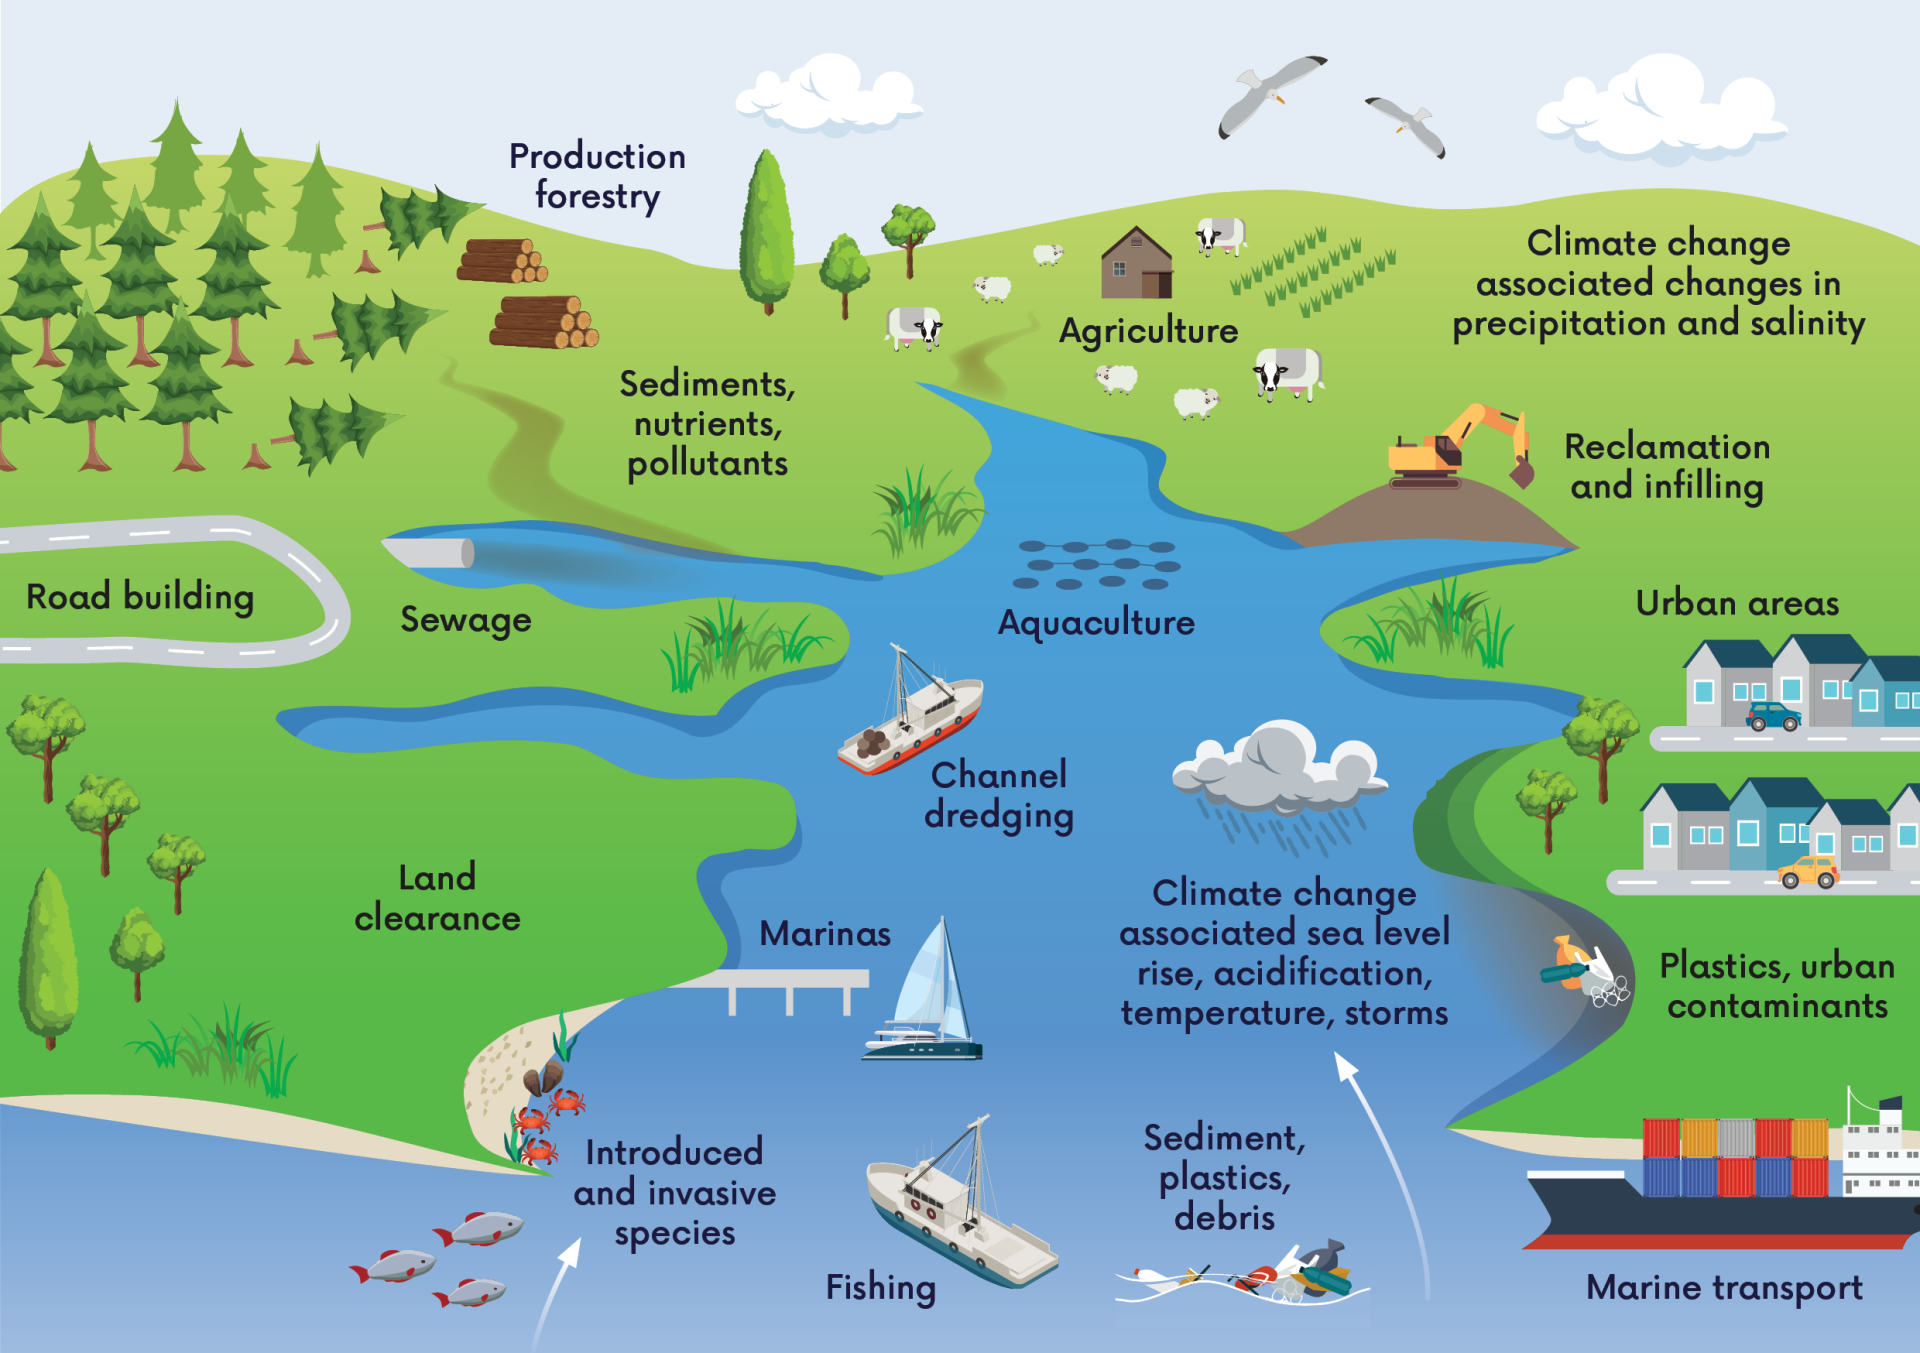 Production
forestry
Climate change
associated changes in
precipitation and salinity
Agriculture
Sediments,
nutrients,
pollutants
Reclamation
and infilling
Road building
Sewage
Aquaculture
Urban areas
Channel
dredging
Land
clearance
Marinas
Climate change
associated sea level
rise, acidification,
temperature, storms
Plastics, urban
contaminants
Introduced
and invasive
species
Sediment,
plastics,
debris
Fishing
Marine transport